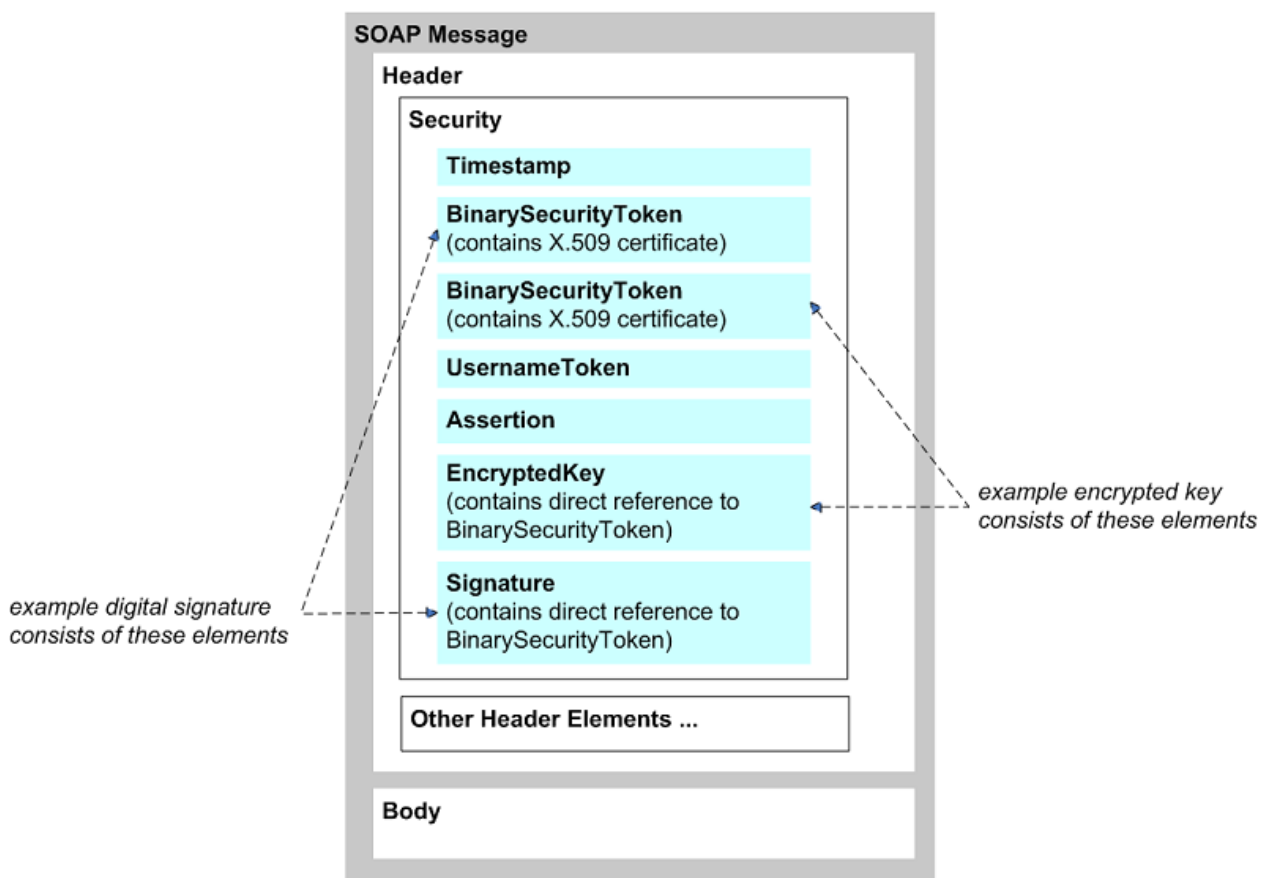 SOAP Message
Header
Security
Timestamp
BinarySecurityToken
(contains X.509 certificate)
BinarySecurityToken
(contains X.509 certificate)
UsernameToken
Assertion
EncryptedKey
(contains direct reference to
BinarySecurityToken)
example encrypted key
consists of these elements
Signature
(contains direct reference to
BinarySecurityToken)
example digital signature
consists of these elements
Other Header Elements ...
Body